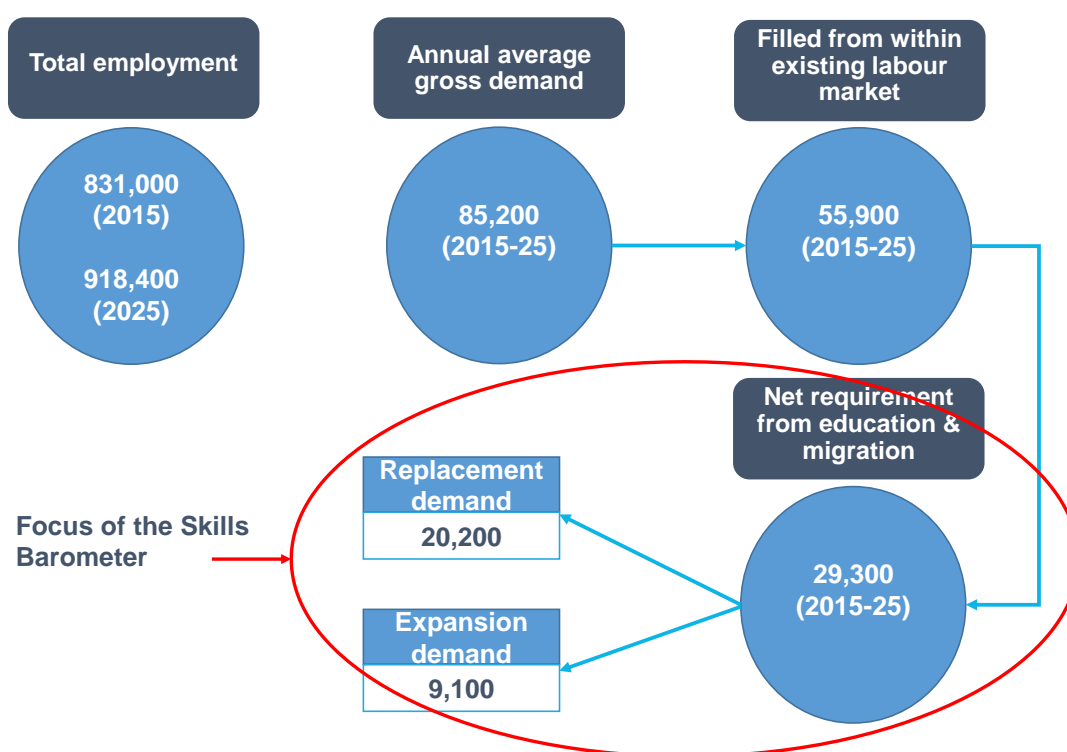 Total employment
Annual average
gross demand
Filled from within
existing labour
market
831,000
(2015)
918,400
(2025)
85,200
(2015-25)
55,900
(2015-25)
Net requirement
from education &
migration
Replacement
demand
20,200
Focus of the Skills
Barometer
29,300
(2015-25)
Expansion
demand
9,100